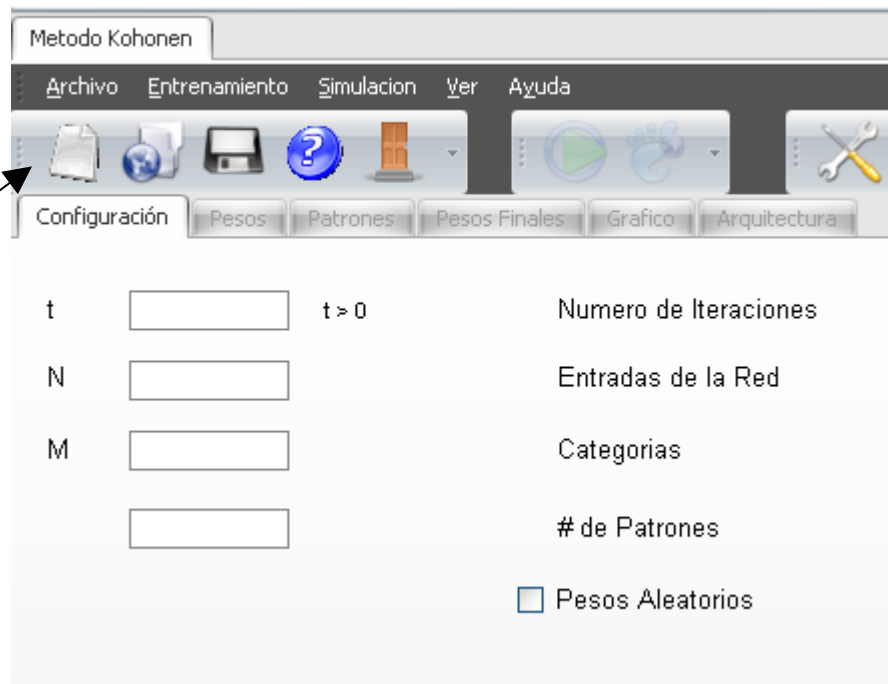 Metodo Kohonen
Archivo Entrenamiento Simulacion Ver Ayuda
?
Configuración Pesos Patrones Pesos Finales Grafico Arquitectura
t t > 0 Numero de Iteraciones
N Entradas de la Red
M Categorias
# de Patrones
Pesos Aleatorios